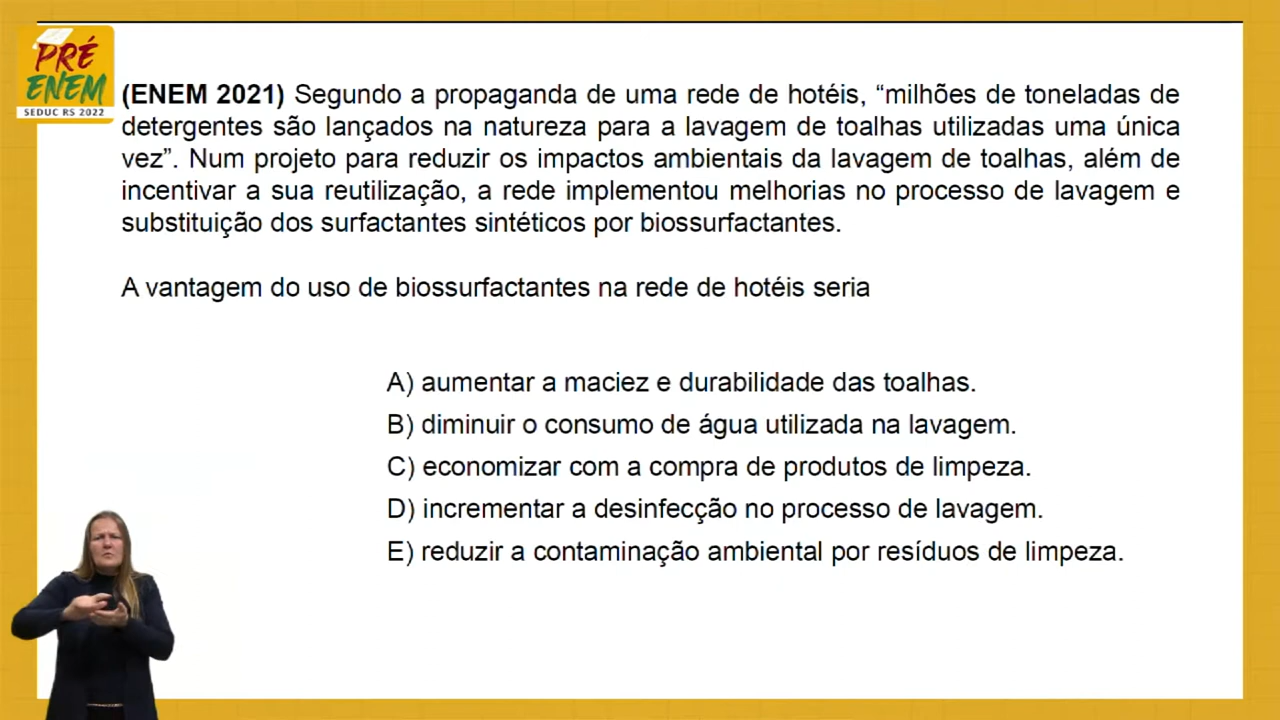 PRÉ
ENEM
SEDUC RS 2022
(ENEM 2021) Segundo a propaganda de uma rede de hotéis, “milhões de toneladas de
detergentes são lançados na natureza para a lavagem de toalhas utilizadas uma única
vez”. Num projeto para reduzir os impactos ambientais da lavagem de toalhas, além de
incentivar a sua reutilização, a rede implementou melhorias no processo de lavagem e
substituição dos surfactantes sintéticos por biossurfactantes.
A vantagem do uso de biossurfactantes na rede de hotéis seria
A) aumentar a maciez e durabilidade das toalhas.
B) diminuir o consumo de água utilizada na lavagem.
C) economizar com a compra de produtos de limpeza.
D) incrementar a desinfecção no processo de lavagem.
E) reduzir a contaminação ambiental por resíduos de limpeza.